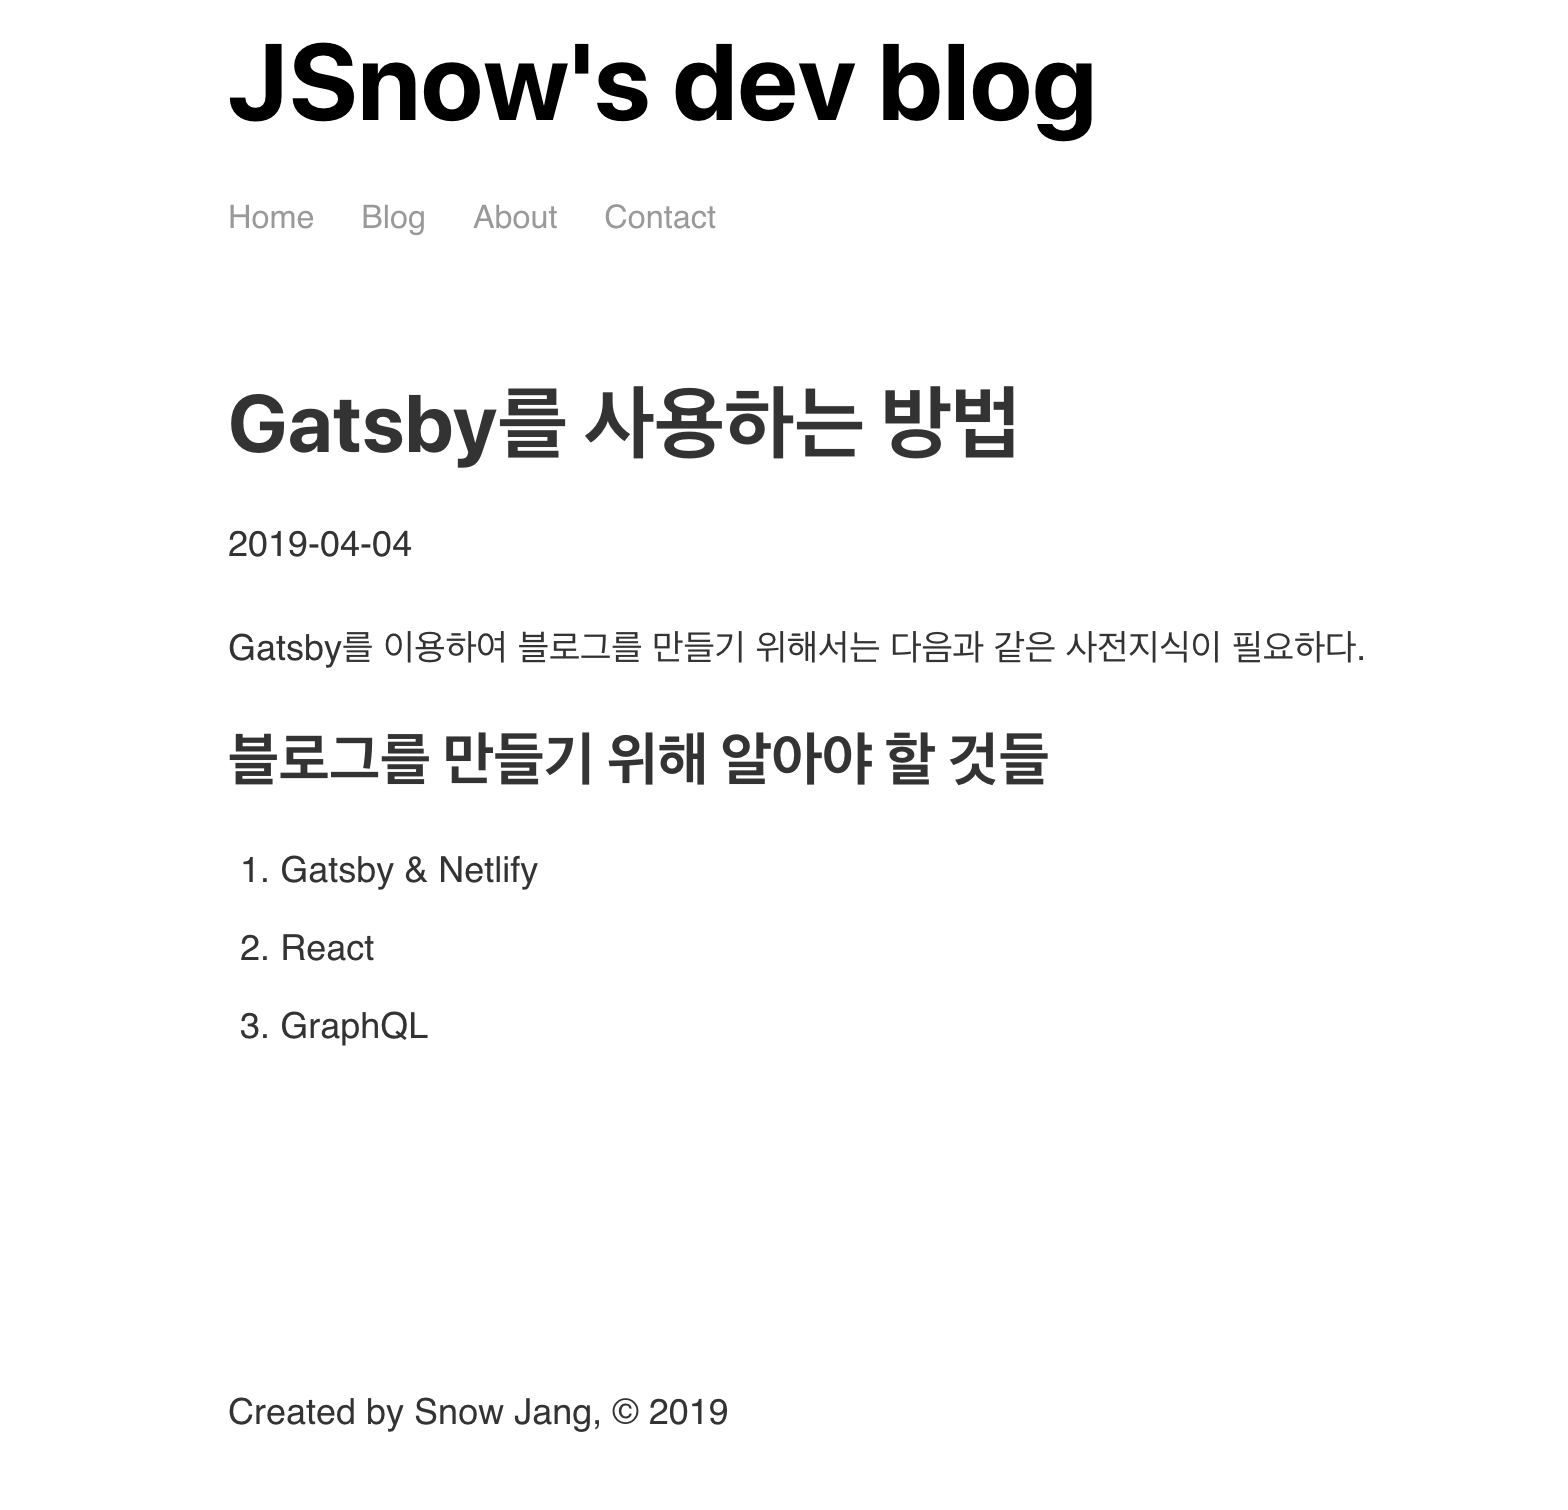 JSnow's dev blog
Home Blog About Contact
Gatsby를 사용하는 방법
2019-04-04
Gatsby를 이용하여 블로그를 만들기 위해서는 다음과 같은 사전지식이 필요하다.
블로그를 만들기 위해 알아야 할 것들
1. Gatsby & Netlify
2. React
3. GraphQL
Created by Snow Jang, © 2019